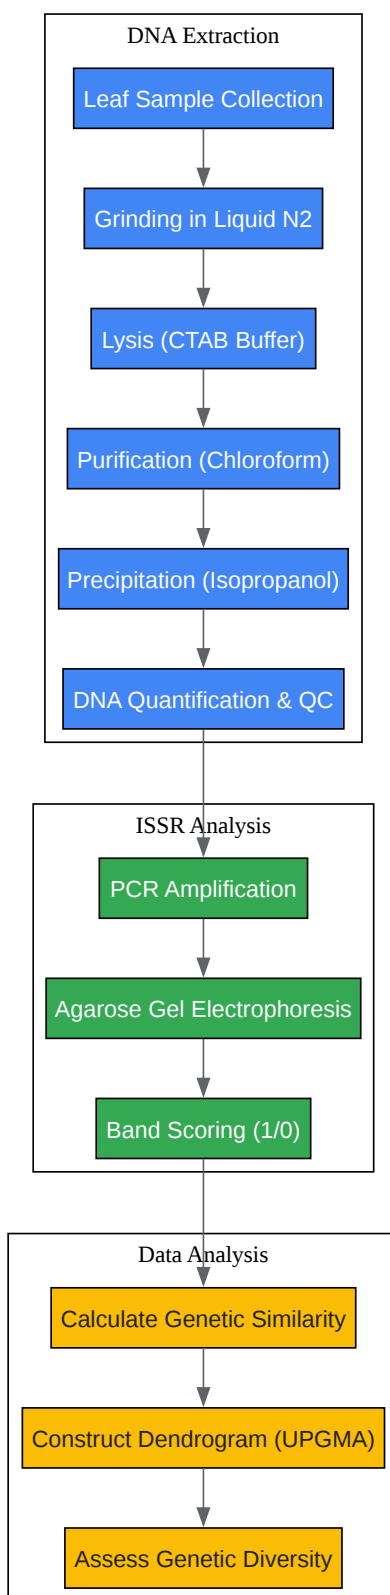 DNA Extraction
Leaf Sample Collection
Grinding in Liquid N2
Lysis (CTAB Buffer)
Purification (Chloroform)
Precipitation (Isopropanol)
DNA Quantification & QC
ISSR Analysis
PCR Amplification
Agarose Gel Electrophoresis
Band Scoring (1/0)
Data Analysis
Calculate Genetic Similarity
Construct Dendrogram (UPGMA)
Assess Genetic Diversity